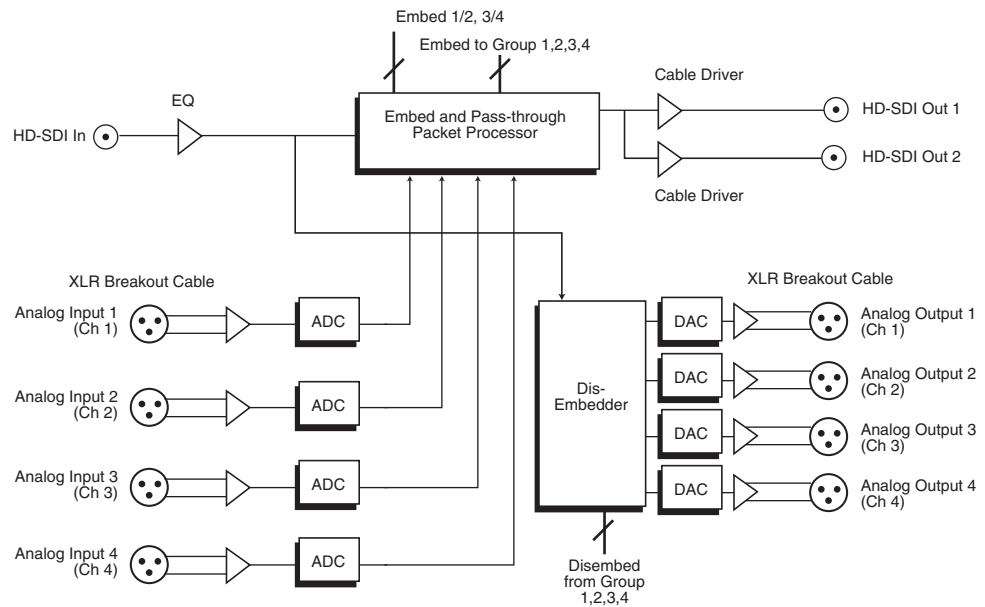 Embed 1/2, 3/4
Embed to Group 1,2,3,4
Cable Driver
EQ
Embed and Pass-through
Packet Processor
HD-SDI In
HD-SDI Out 1
HD-SDI Out 2
Cable Driver
XLR Breakout Cable
XLR Breakout Cable
Analog Input 1
(Ch 1)
ADC
Analog Input 2
(Ch 2)
ADC
Analog Input 3
(Ch 3)
ADC
Analog Input 4
(Ch 4)
ADC
Dis-
Embedder
DAC
Analog Output 1
(Ch 1)
DAC
Analog Output 2
(Ch 2)
DAC
Analog Output 3
(Ch 3)
DAC
Analog Output 4
(Ch 4)
Disembed
from Group
1,2,3,4